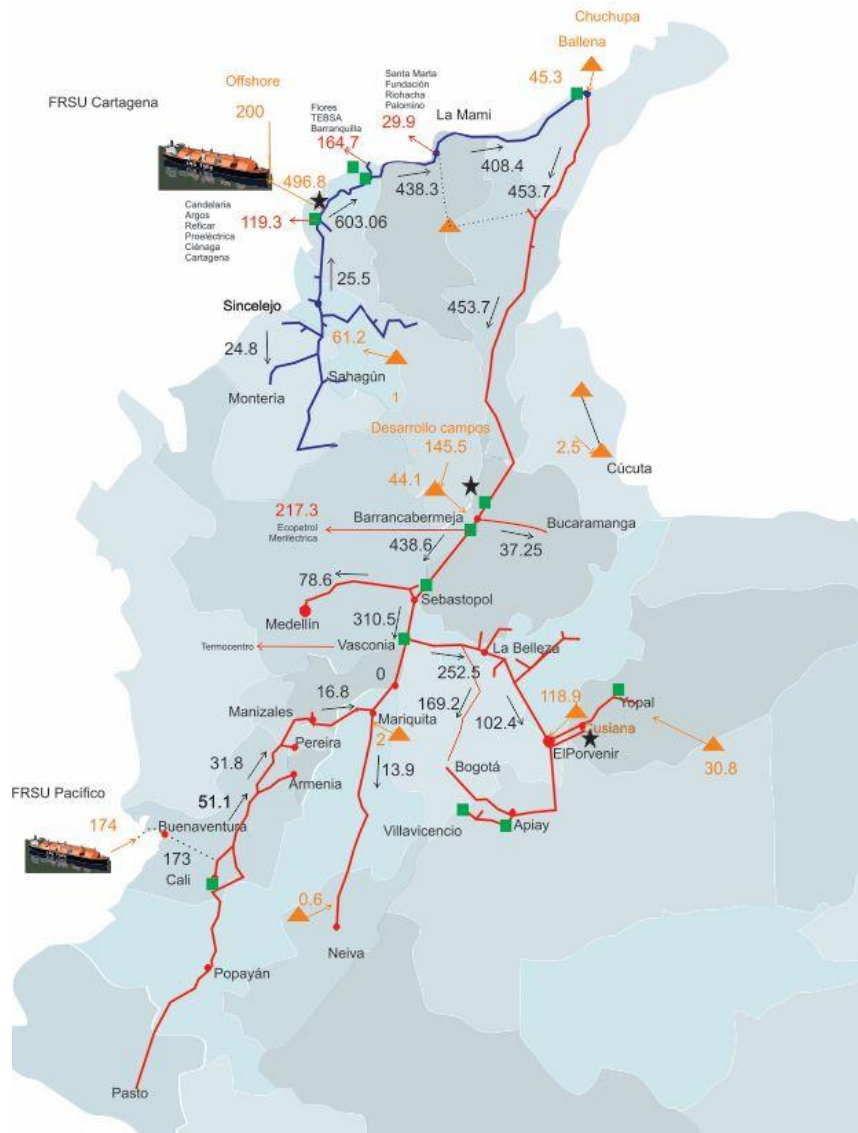 Chuchupa
Ballena
45.3
Offshore
200
FRSU Cartagena
Santa Marta
Fundación
Riohacha
Palomino
29.9
La Mami
Flores
TEBSA
Barranquilla
164.7
408.4
438.3
453.7
496.8
Candelaria
Argos
Reficar
Proeléctrica
Ciénaga
Cartagena
119.3
603.06
25.5
453.7
Sincelejo
61.2
24.8
Sahagún
Montería
1
Desarrollo campos
145.5
44.1
2.5
Cúcuta
217.3
Ecopetrol
Merilectrica
Barrancabermeja
Bucaramanga
438.6
37.25
78.6
Sebastopol
Medellín
310.5
Vasconia
Termocentro
La Belleza
252.5
0
169.2
102.4
118.9
Yopal
16.8
Manizales
Mariquita
Cusiana
2
ElPorvenir
Pereira
31.8
13.9
Bogotá
30.8
Armenia
51.1
FRSU Pacífico
174
Buenaventura
Villavicencio
Apiay
173
Cali
0.6
Neiva
Popayán
Pasto